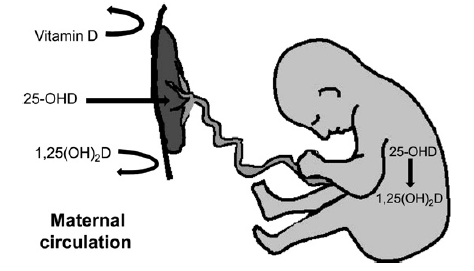 Vitamin D
25-OHD
1,25(OH)₂D
Maternal
circulation
25-OHD
1,25(OH)₂D